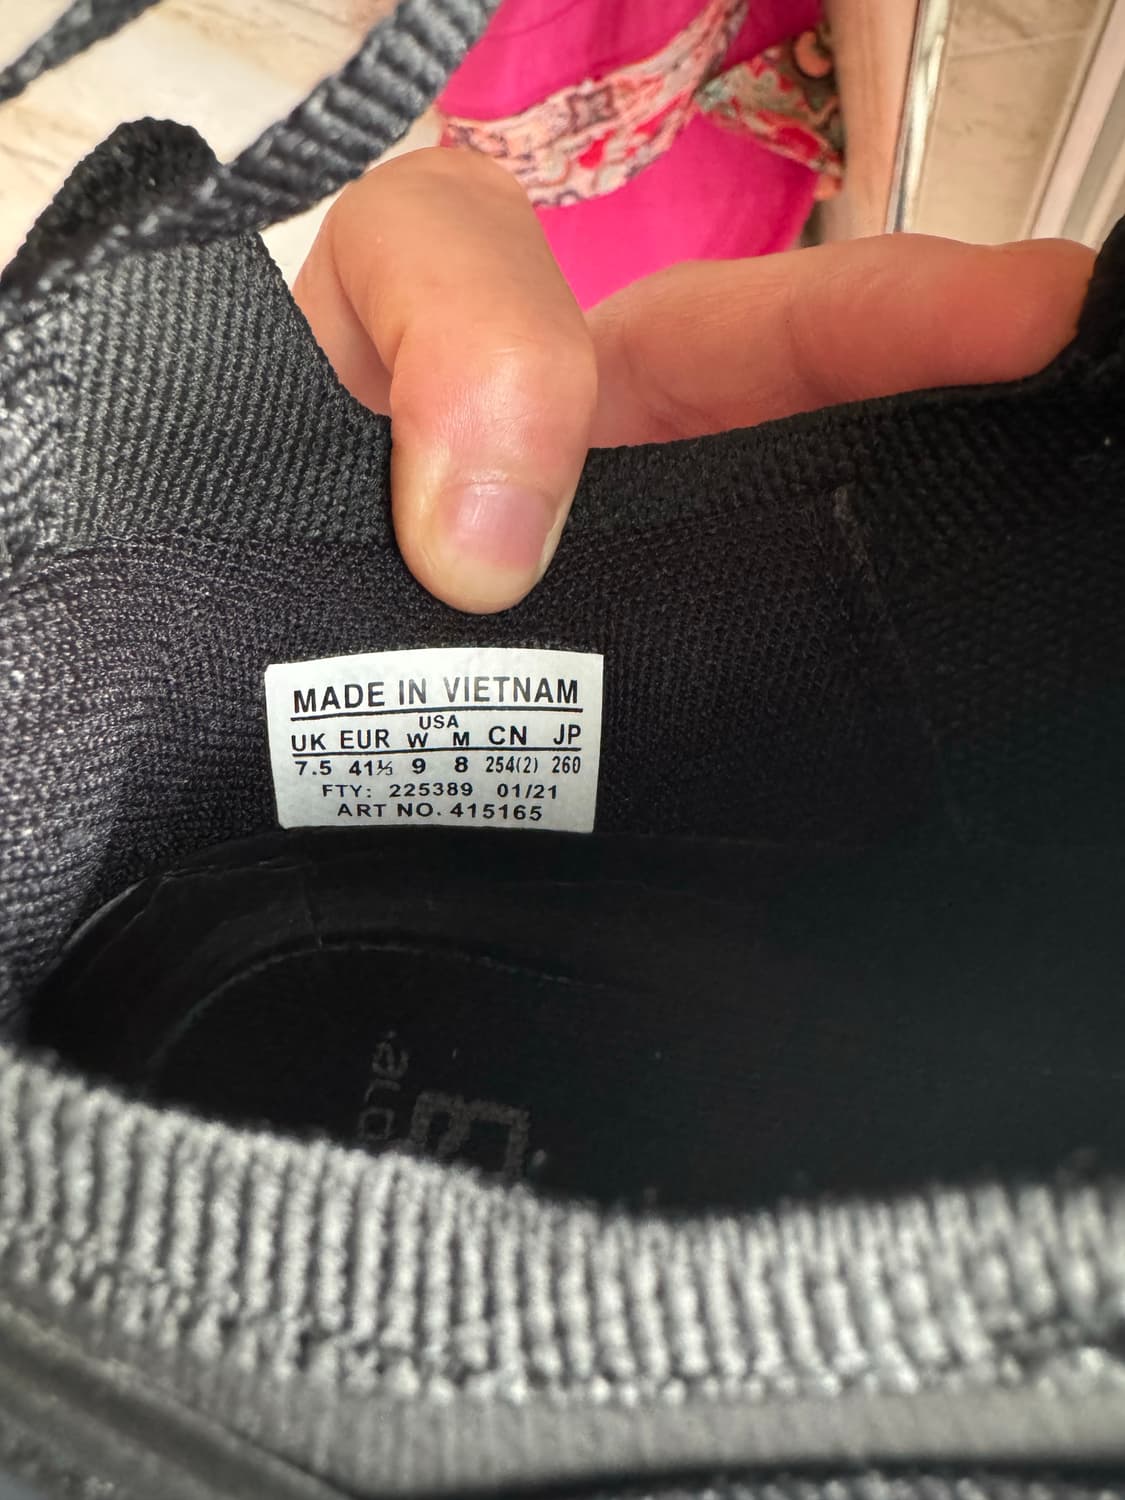 MADE IN VIETNAM
USA
UK EUR W M CN JP
7.5 41⅓ 9 8 254(2) 260
FTY: 225389 01/21
ART NO. 415165